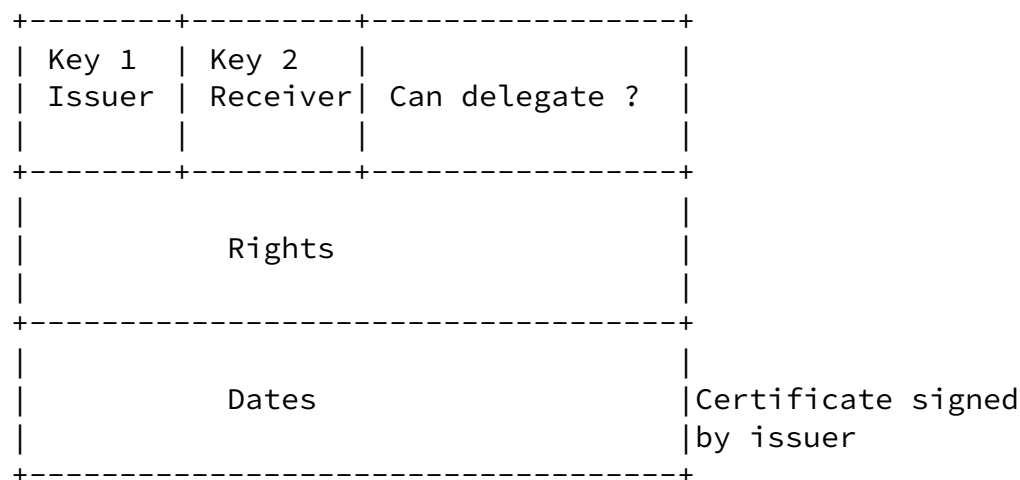 +--------+---------+-----------------+
| Key 1  | Key 2   |                 |
| Issuer | Receiver| Can delegate ?  |
|        |         |                 |
+--------+---------+-----------------+
|                                    |
|           Rights                   |
|                                    |
+------------------------------------+
|                                    |
|           Dates                    |Certificate signed
|                                    |by issuer
+------------------------------------+